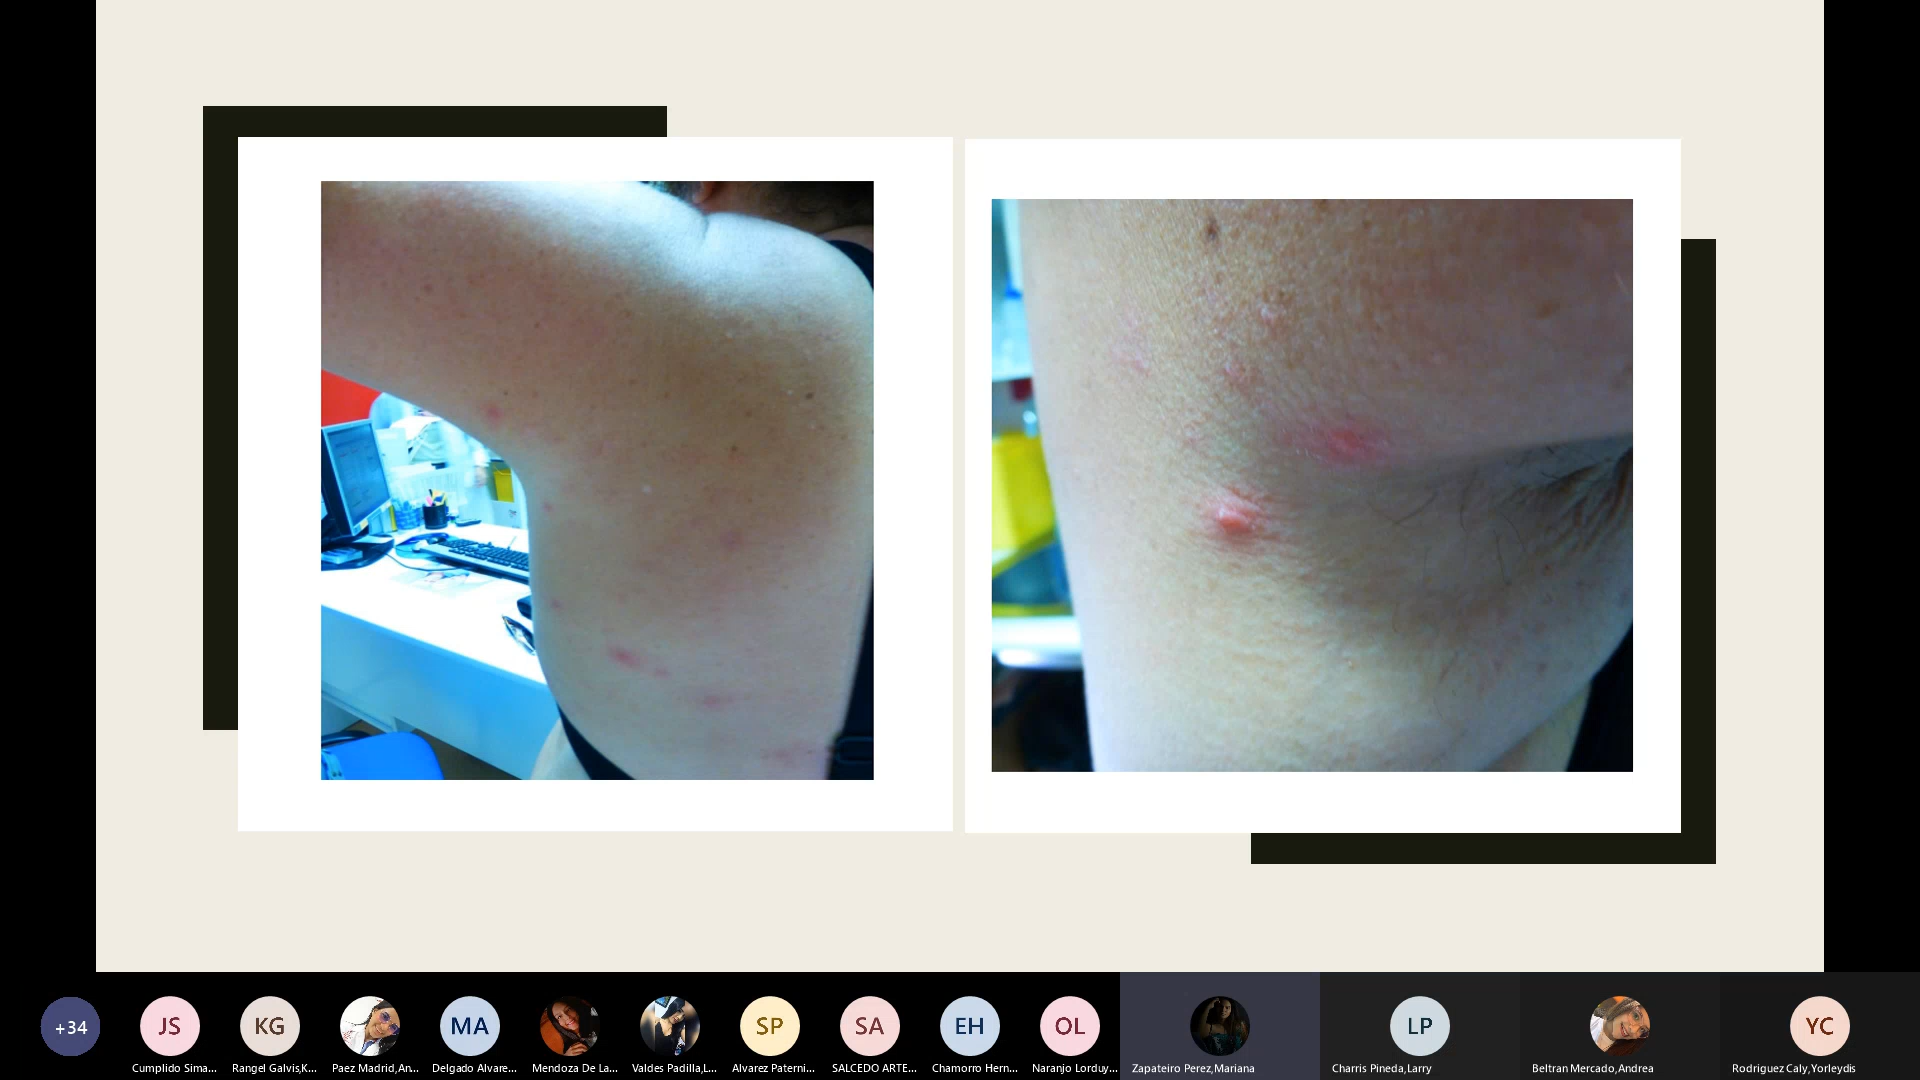 +34
JS
KG
MA
SP
SA
EH
OL
LP
YC
Cumplido Sima...
Rangel Galvis,K...
Paez Madrid,An...
Delgado Alvare...
Mendoza De La...
Valdes Padilla,L...
Alvarez Paterni...
SALCEDO ARTE...
Chamorro Hern...
Naranjo Lorduy...
Zapateiro Perez,Mariana
Charris Pineda,Larry
Beltran Mercado,Andrea
Rodriguez Caly,Yorleydis